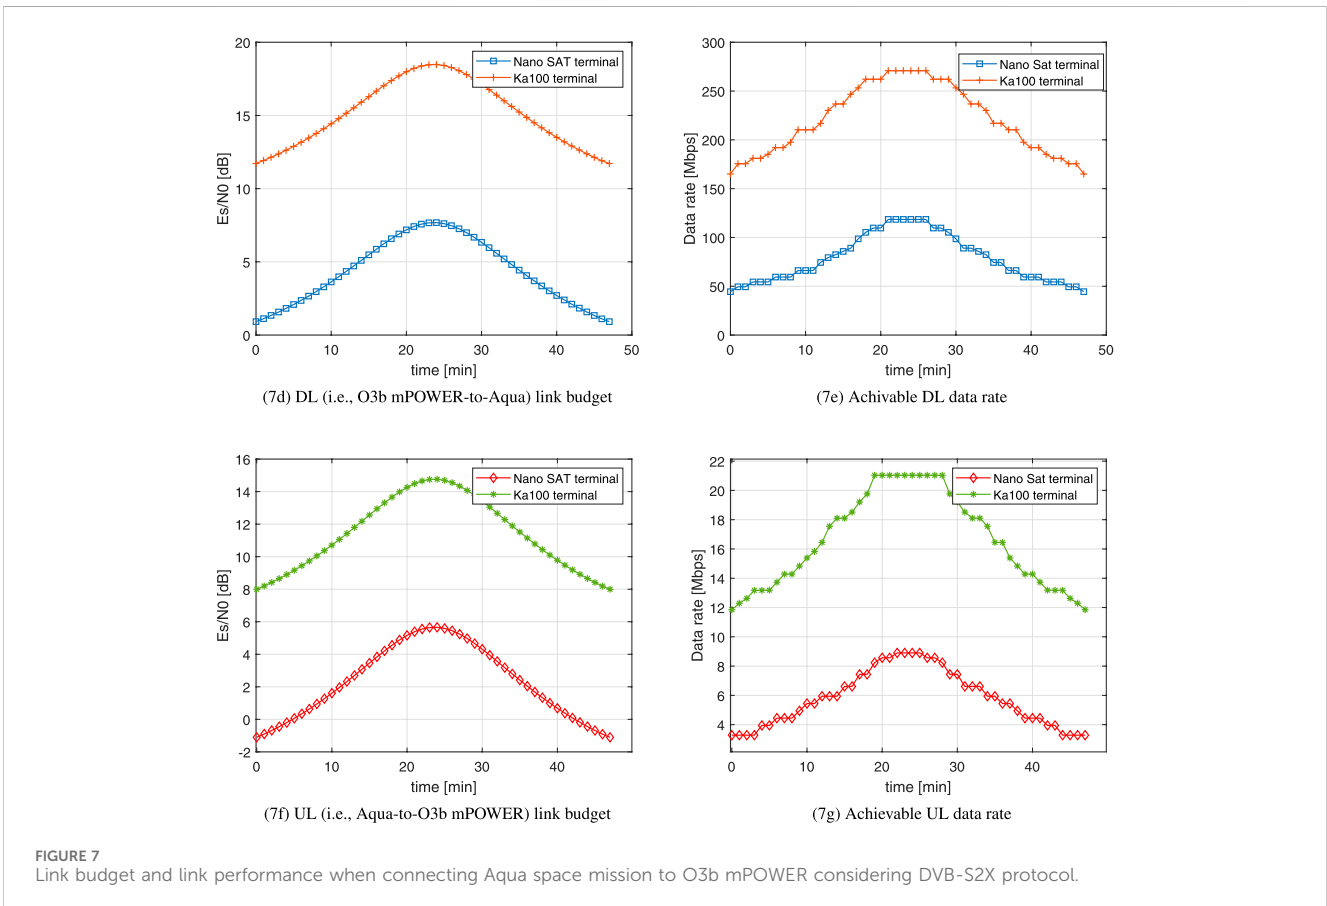 20
15
10
5
0
Es/N0 [dB]
Nano SAT terminal
Ka100 terminal
0 10 20 30 40 50
time [min]
(7d) DL (i.e., O3b mPOWER-to-Aqua) link budget
300
250
200
150
100
50
0
Data rate [Mbps]
Nano Sat terminal
Ka100 terminal
0 10 20 30 40 50
time [min]
(7e) Achivable DL data rate
16
14
12
10
8
6
4
2
0
-2
Es/N0 [dB]
Nano SAT terminal
Ka100 terminal
0 10 20 30 40
time [min]
(7f) UL (i.e., Aqua-to-O3b mPOWER) link budget
22
20
18
16
14
12
10
8
6
4
Data rate [Mbps]
Nano Sat terminal
Ka100 terminal
0 10 20 30 40
time [min]
(7g) Achievable UL data rate
FIGURE 7
Link budget and link performance when connecting Aqua space mission to O3b mPOWER considering DVB-S2X protocol.